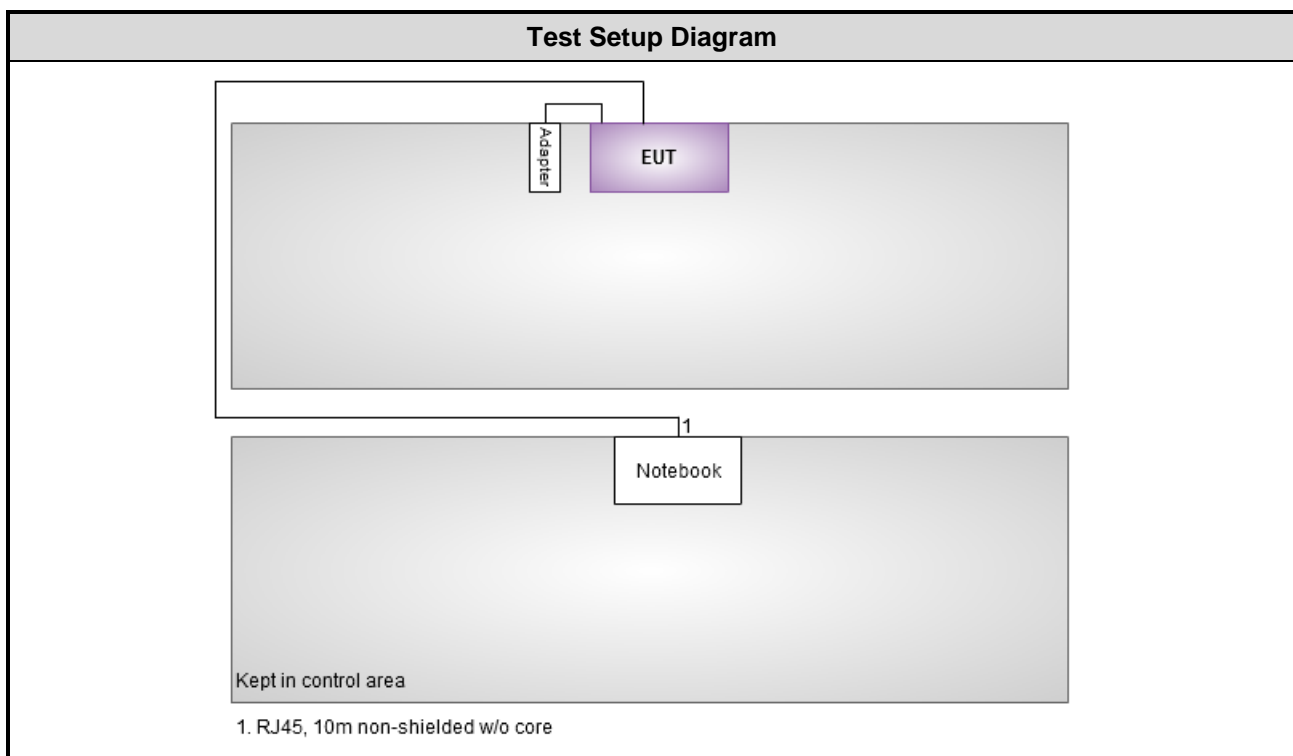 Test Setup Diagram
Adapter
EUT
1
Notebook
Kept in control area
1. RJ45, 10m non-shielded w/o core